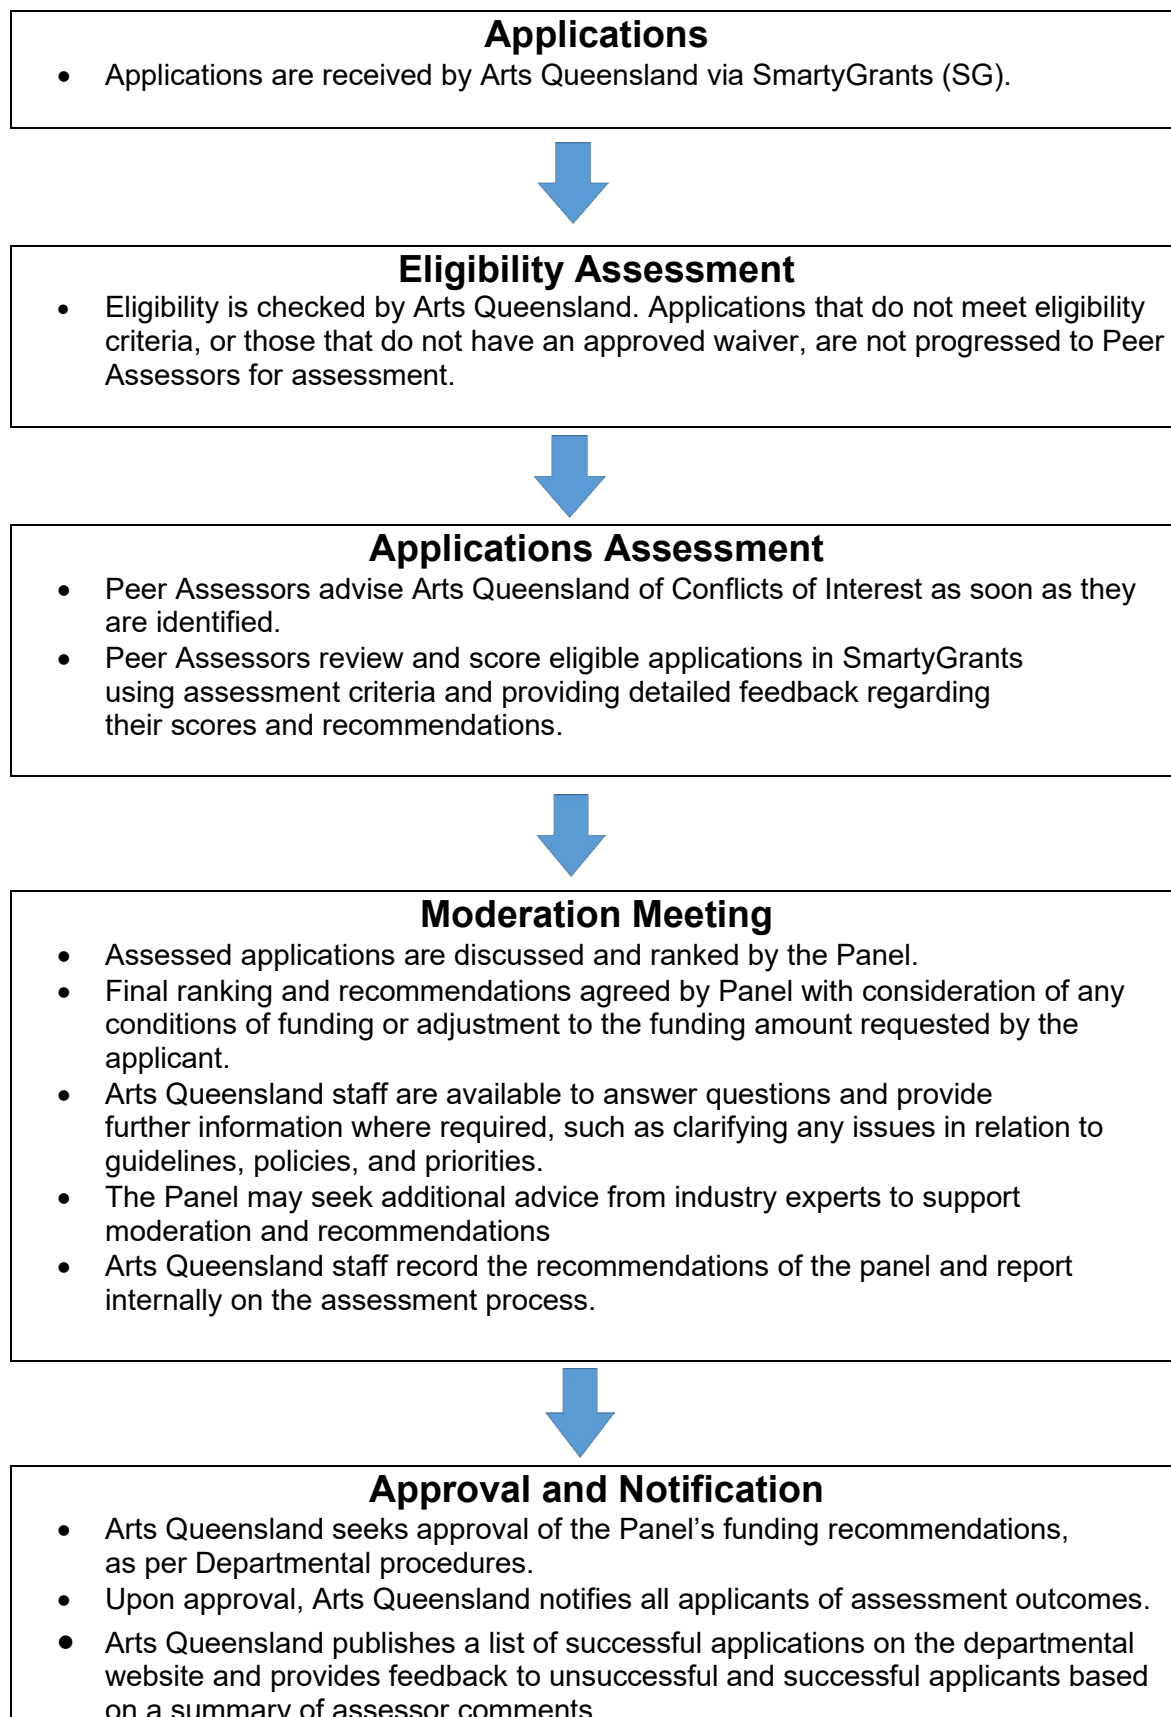 Applications
• Applications are received by Arts Queensland via SmartyGrants (SG).
Eligibility Assessment
• Eligibility is checked by Arts Queensland. Applications that do not meet eligibility
criteria, or those that do not have an approved waiver, are not progressed to Peer
Assessors for assessment.
Applications Assessment
• Peer Assessors advise Arts Queensland of Conflicts of Interest as soon as they
are identified.
• Peer Assessors review and score eligible applications in SmartyGrants
using assessment criteria and providing detailed feedback regarding
their scores and recommendations.
Moderation Meeting
• Assessed applications are discussed and ranked by the Panel.
• Final ranking and recommendations agreed by Panel with consideration of any
conditions of funding or adjustment to the funding amount requested by the
applicant.
• Arts Queensland staff are available to answer questions and provide
further information where required, such as clarifying any issues in relation to
guidelines, policies, and priorities.
• The Panel may seek additional advice from industry experts to support
moderation and recommendations
• Arts Queensland staff record the recommendations of the panel and report
internally on the assessment process.
Approval and Notification
• Arts Queensland seeks approval of the Panel’s funding recommendations,
as per Departmental procedures.
• Upon approval, Arts Queensland notifies all applicants of assessment outcomes.
• Arts Queensland publishes a list of successful applications on the departmental
website and provides feedback to unsuccessful and successful applicants based
on a summary of assessor comments